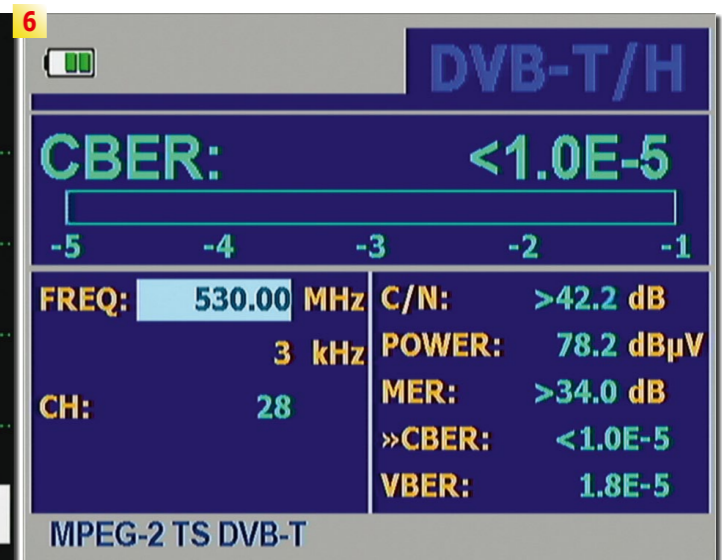 6
DVB-T/H
CBER: <1.0E-5
-5 -4 -3 -2 -1
FREQ: 530.00 MHz
3 kHz
CH: 28
C/N: >42.2 dB
POWER: 78.2 dBµV
MER: >34.0 dB
»CBER: <1.0E-5
VBER: 1.8E-5
MPEG-2 TS DVB-T